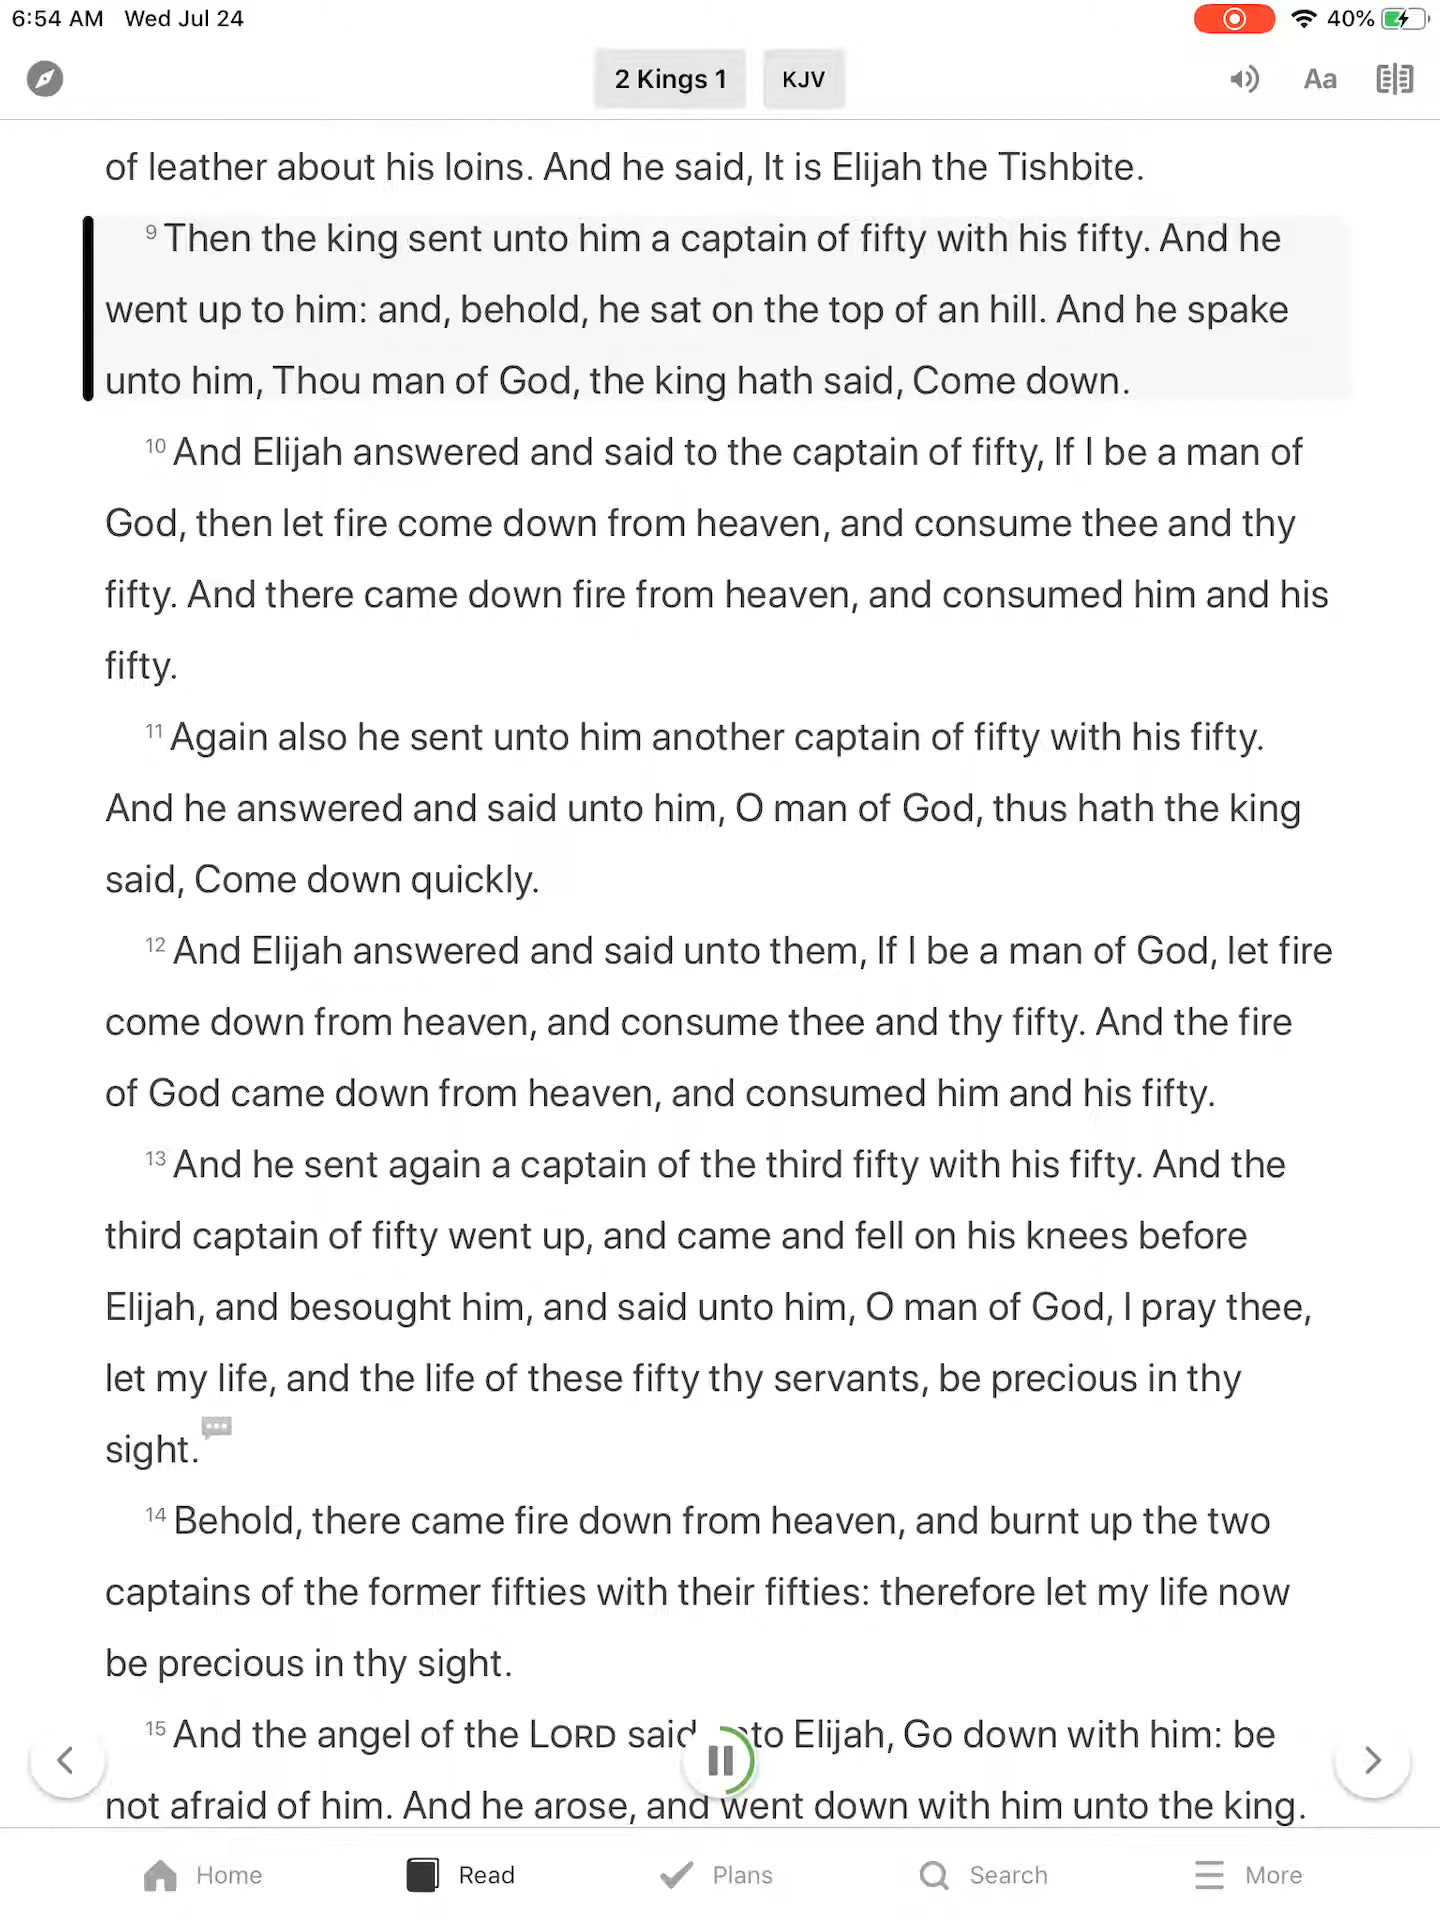 6:54 AM Wed Jul 24
40%
2 Kings 1 KJV
Aa
of leather about his loins. And he said, It is Elijah the Tishbite.
9 Then the king sent unto him a captain of fifty with his fifty. And he
went up to him: and, behold, he sat on the top of an hill. And he spake
unto him, Thou man of God, the king hath said, Come down.
10 And Elijah answered and said to the captain of fifty, If I be a man of
God, then let fire come down from heaven, and consume thee and thy
fifty. And there came down fire from heaven, and consumed him and his
fifty.
11 Again also he sent unto him another captain of fifty with his fifty.
And he answered and said unto him, O man of God, thus hath the king
said, Come down quickly.
12 And Elijah answered and said unto them, If I be a man of God, let fire
come down from heaven, and consume thee and thy fifty. And the fire
of God came down from heaven, and consumed him and his fifty.
13 And he sent again a captain of the third fifty with his fifty. And the
third captain of fifty went up, and came and fell on his knees before
Elijah, and besought him, and said unto him, O man of God, I pray thee,
let my life, and the life of these fifty thy servants, be precious in thy
sight.
14 Behold, there came fire down from heaven, and burnt up the two
captains of the former fifties with their fifties: therefore let my life now
be precious in thy sight.
15 And the angel of the LORD said to Elijah, Go down with him: be
not afraid of him. And he arose, and went down with him unto the king.
Home Read Plans Search More